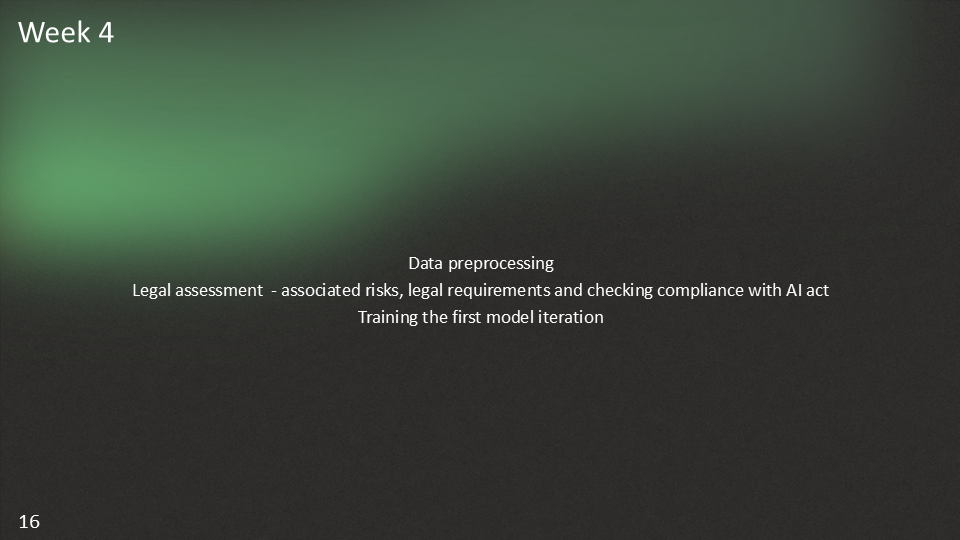 Week 4
Data preprocessing
Legal assessment  - associated risks, legal requirements and checking compliance with AI act
Training the first model iteration
16